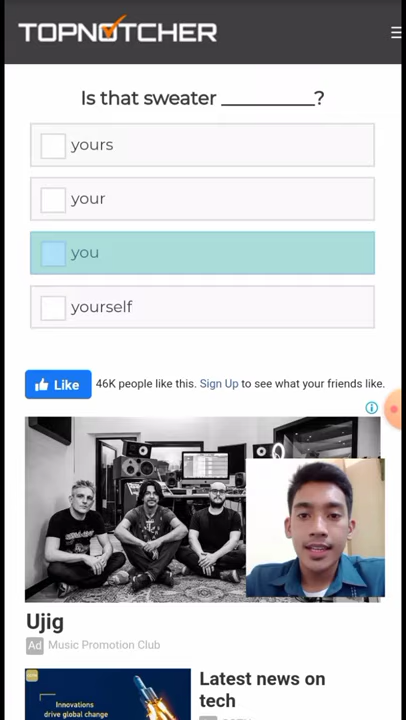 TOPNOTCHER
Is that sweater __________?
yours
your
you
yourself
Like 46K people like this. Sign Up to see what your friends like.
Ujig
Ad Music Promotion Club
Innovations
drive global change
Latest news on
tech